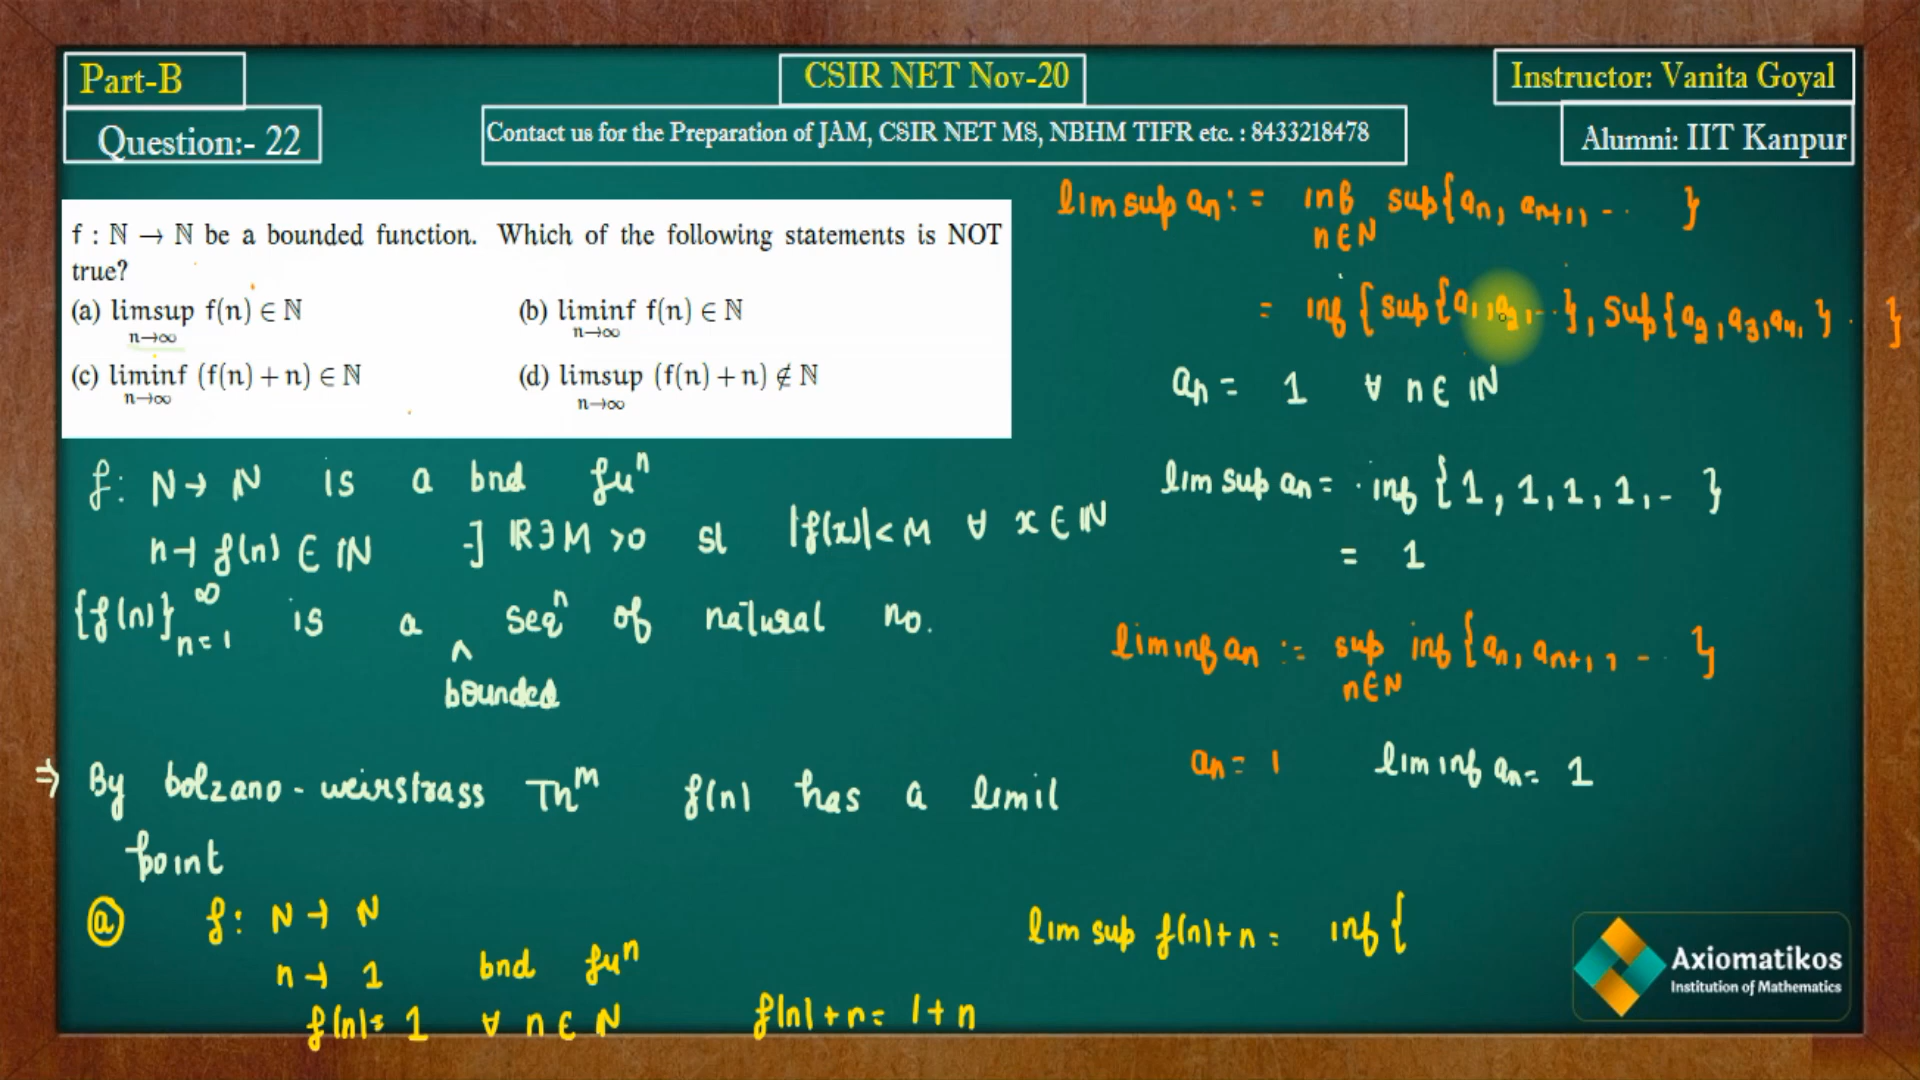 Part-B
CSIR NET Nov-20
Instructor: Vanita Goyal
Question:- 22
Contact us for the Preparation of JAM, CSIR NET MS, NBHM TIFR etc. : 8433218478
Alumni: IIT Kanpur
f : ℕ → ℕ be a bounded function. Which of the following statements is NOT
true?
(a) limsup f(n) ∈ ℕ
n→∞
(b) liminf f(n) ∈ ℕ
n→∞
(c) liminf (f(n) + n) ∈ ℕ
n→∞
(d) limsup (f(n) + n) ∉ ℕ
n→∞
lim sup an := inf sup{an, an+1, -.. }
n∈N
= inf {sup{a1,a2,..}, sup{a2,a3,a4, } . }
an = 1 ∀ n∈ ℕ
lim sup an = inf {1, 1, 1, 1, - }
= 1
lim inf an := sup inf {an, an+1, - .. }
n∈N
an = 1 lim inf an = 1
f: N → N is a bnd fuⁿ
n → f(n) ∈ ℕ ∃ ℝ∋M >0 st |f(x)| < M ∀ x ∈ ℕ
{f(n)}∞n=1 is a seqⁿ of natural no.
^
bounded
⇒ By bolzano - weirstrass Thᵐ f(n) has a limit
point
ⓐ f: N → N
n → 1 bnd fuⁿ
f(n) = 1 ∀ n ∈ N f(n) + n = 1 + n
lim sup f(n) + n = inf {
Axiomatikos
Institution of Mathematics